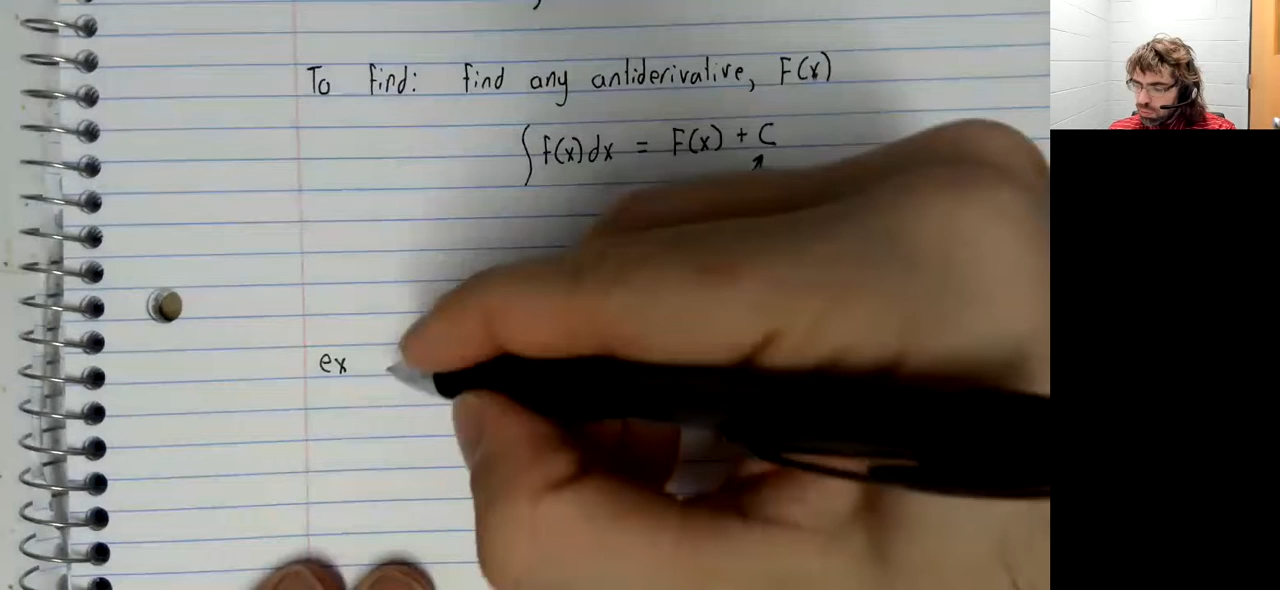 To find: find any antiderivative, F(x)
∫f(x)dx = F(x) + C
ex